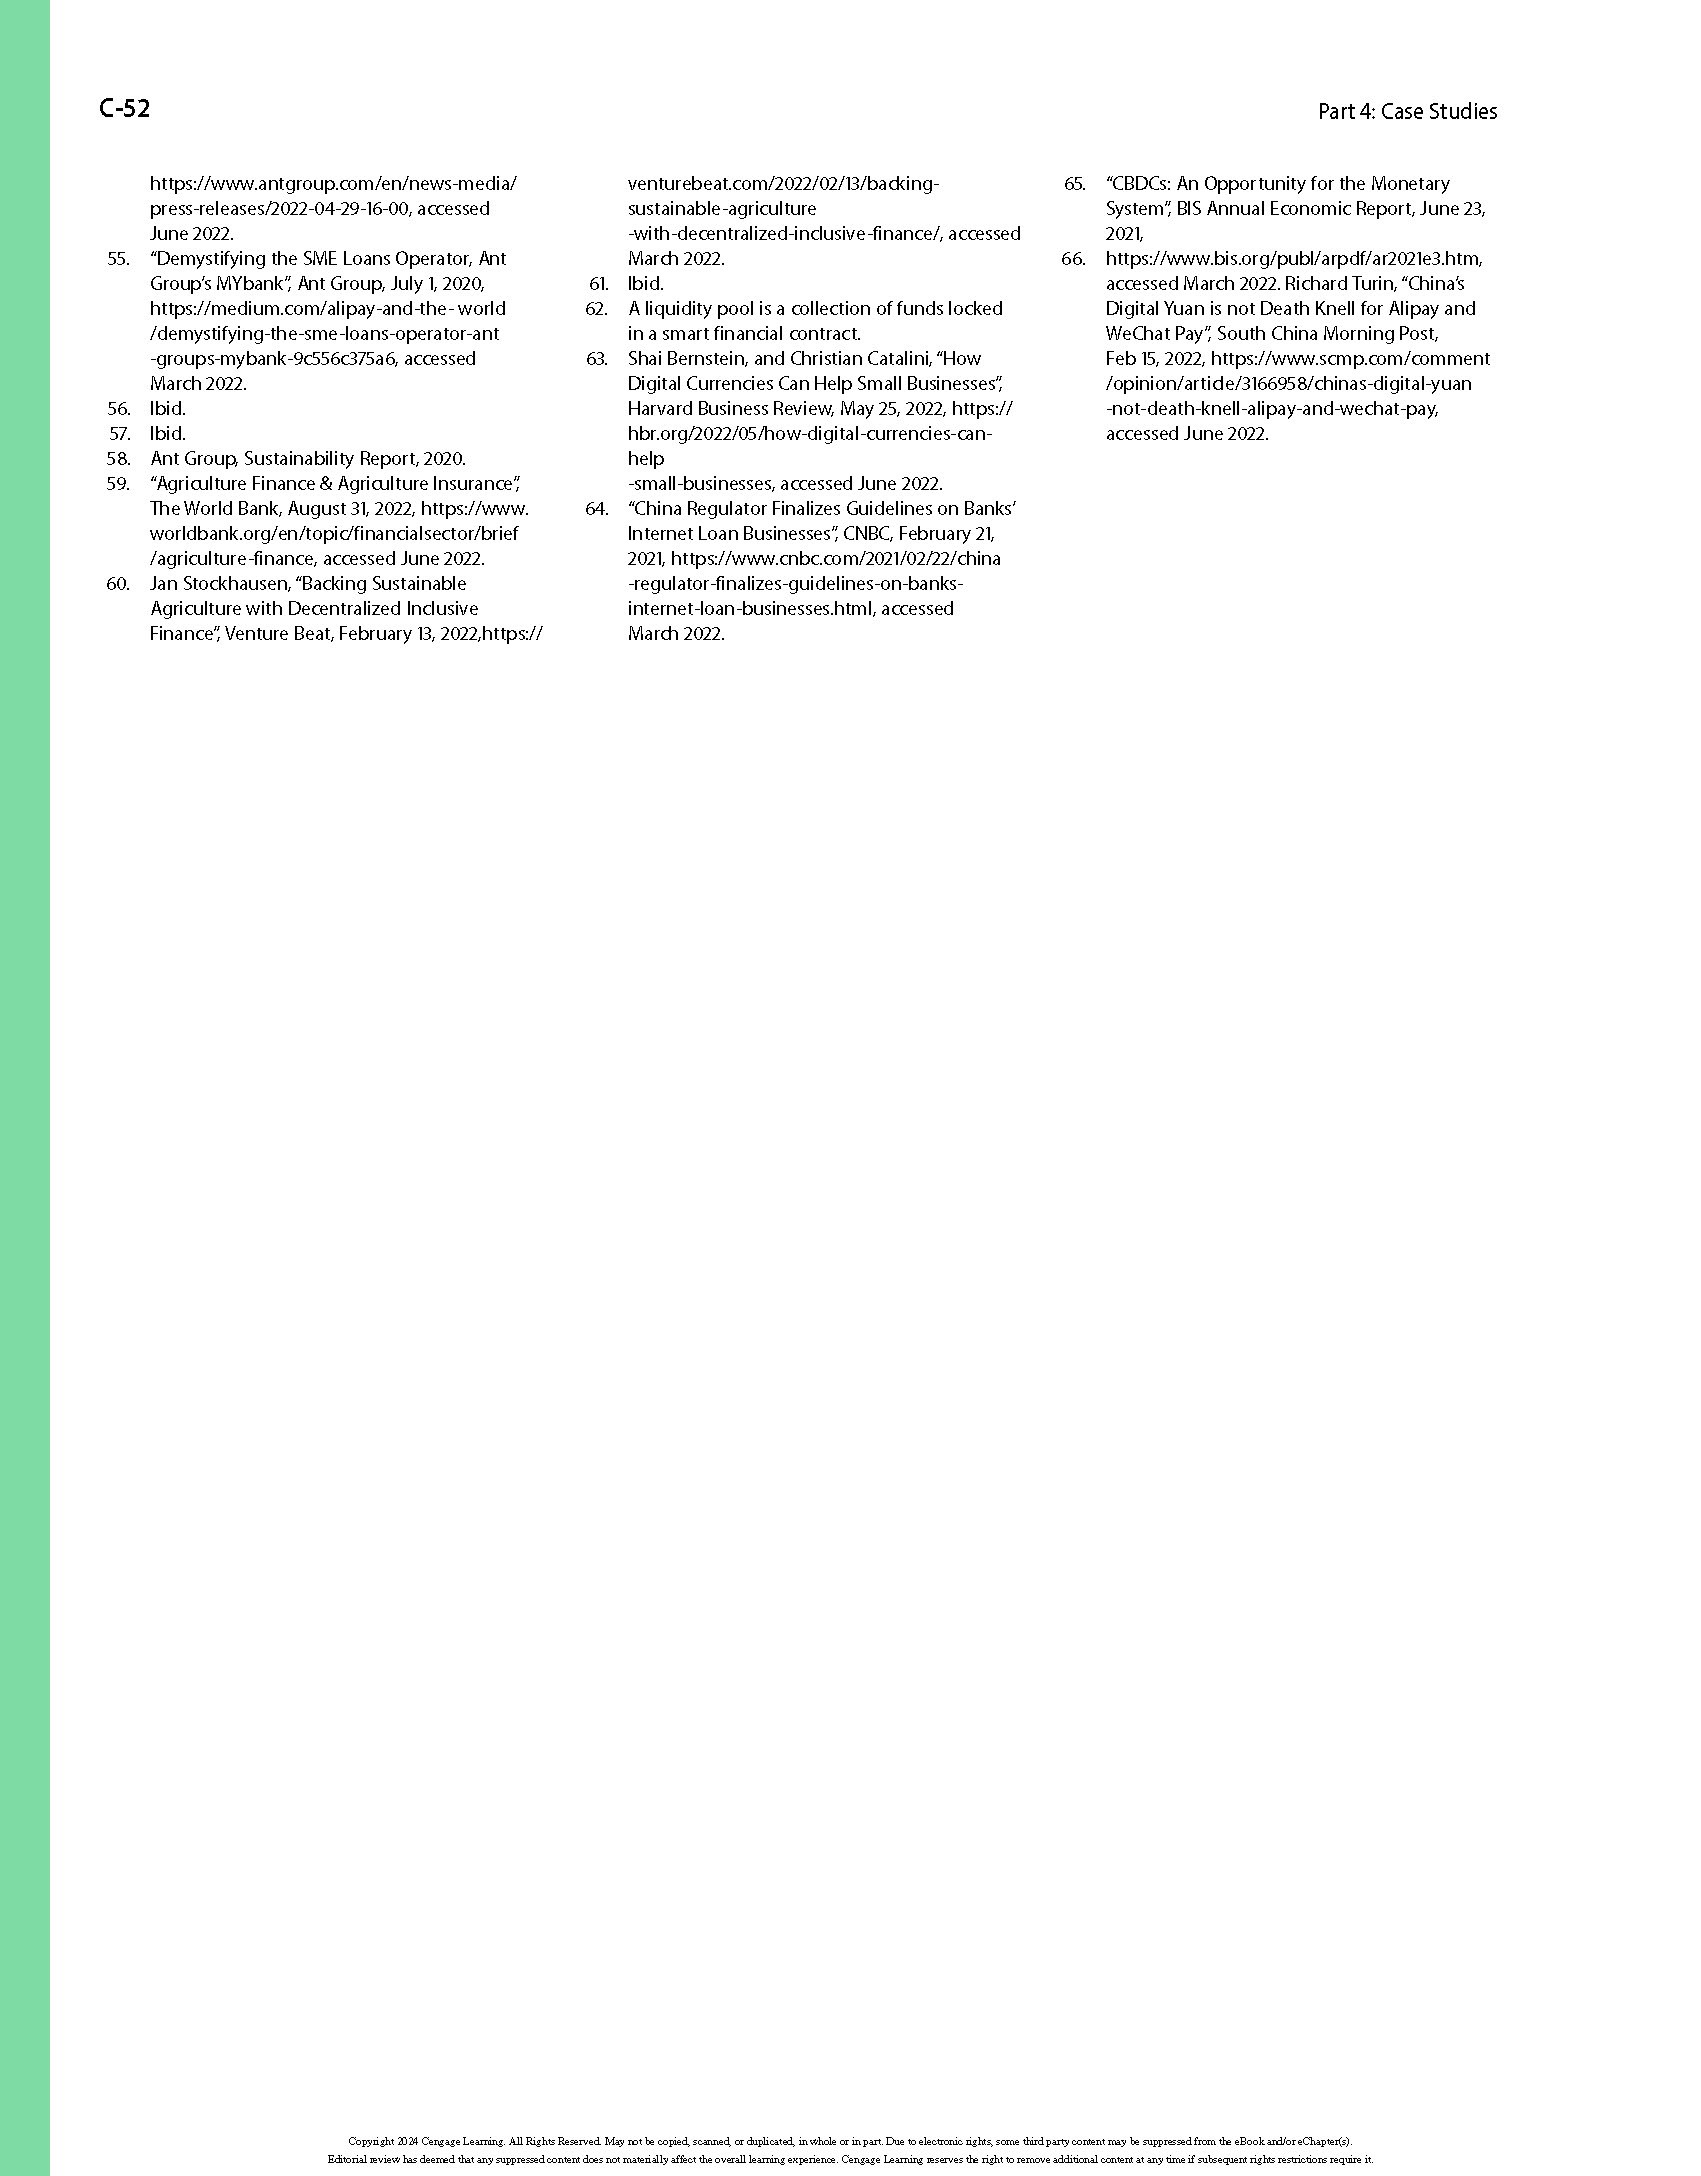 C-52
Part 4: Case Studies
https://www.antgroup.com/en/news-media/
press-releases/2022-04-29-16-00, accessed
June 2022.
55. “Demystifying the SME Loans Operator, Ant
Group’s MYbank”, Ant Group, July 1, 2020,
https://medium.com/alipay-and-the- world
/demystifying-the-sme-loans-operator-ant
-groups-mybank-9c556c375a6, accessed
March 2022.
56. Ibid.
57. Ibid.
58. Ant Group, Sustainability Report, 2020.
59. “Agriculture Finance & Agriculture Insurance”,
The World Bank, August 31, 2022, https://www.
worldbank.org/en/topic/financialsector/brief
/agriculture-finance, accessed June 2022.
60. Jan Stockhausen, “Backing Sustainable
Agriculture with Decentralized Inclusive
Finance”, Venture Beat, February 13, 2022,https://
venturebeat.com/2022/02/13/backing-
sustainable-agriculture
-with-decentralized-inclusive-finance/, accessed
March 2022.
61. Ibid.
62. A liquidity pool is a collection of funds locked
in a smart financial contract.
63. Shai Bernstein, and Christian Catalini, “How
Digital Currencies Can Help Small Businesses”,
Harvard Business Review, May 25, 2022, https://
hbr.org/2022/05/how-digital-currencies-can-
help
-small-businesses, accessed June 2022.
64. “China Regulator Finalizes Guidelines on Banks’
Internet Loan Businesses”, CNBC, February 21,
2021, https://www.cnbc.com/2021/02/22/china
-regulator-finalizes-guidelines-on-banks-
internet-loan-businesses.html, accessed
March 2022.
65. “CBDCs: An Opportunity for the Monetary
System”, BIS Annual Economic Report, June 23,
2021,
66. https://www.bis.org/publ/arpdf/ar2021e3.htm,
accessed March 2022. Richard Turin, “China’s
Digital Yuan is not Death Knell for Alipay and
WeChat Pay”, South China Morning Post,
Feb 15, 2022, https://www.scmp.com/comment
/opinion/article/3166958/chinas-digital-yuan
-not-death-knell-alipay-and-wechat-pay,
accessed June 2022.
Copyright 2024 Cengage Learning. All Rights Reserved. May not be copied, scanned, or duplicated, in whole or in part. Due to electronic rights, some third party content may be suppressed from the eBook and/or eChapter(s).
Editorial review has deemed that any suppressed content does not materially affect the overall learning experience. Cengage Learning reserves the right to remove additional content at any time if subsequent rights restrictions require it.